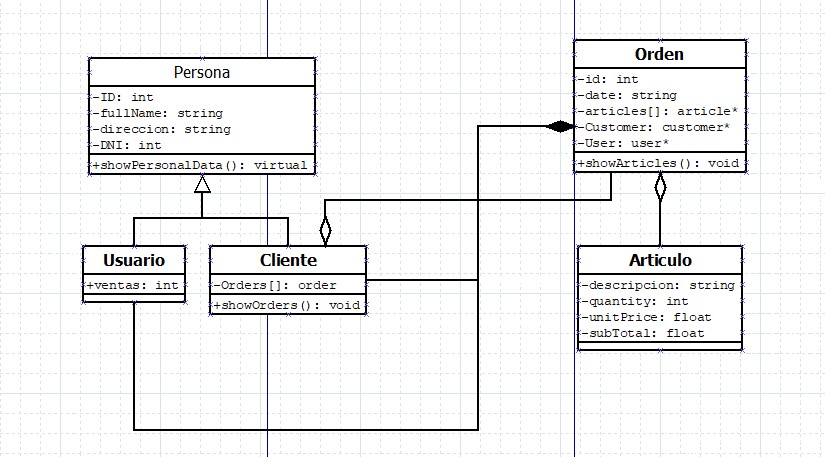 Persona
-ID: int
-fullName: string
-direccion: string
-DNI: int
+showPersonalData(): virtual
Orden
-id: int
-date: string
-articles[]: article*
-Customer: customer*
-User: user*
+showArticles(): void
Usuario
+ventas: int
Cliente
-Orders[]: order
+showOrders(): void
Articulo
-descripcion: string
-quantity: int
-unitPrice: float
-subTotal: float